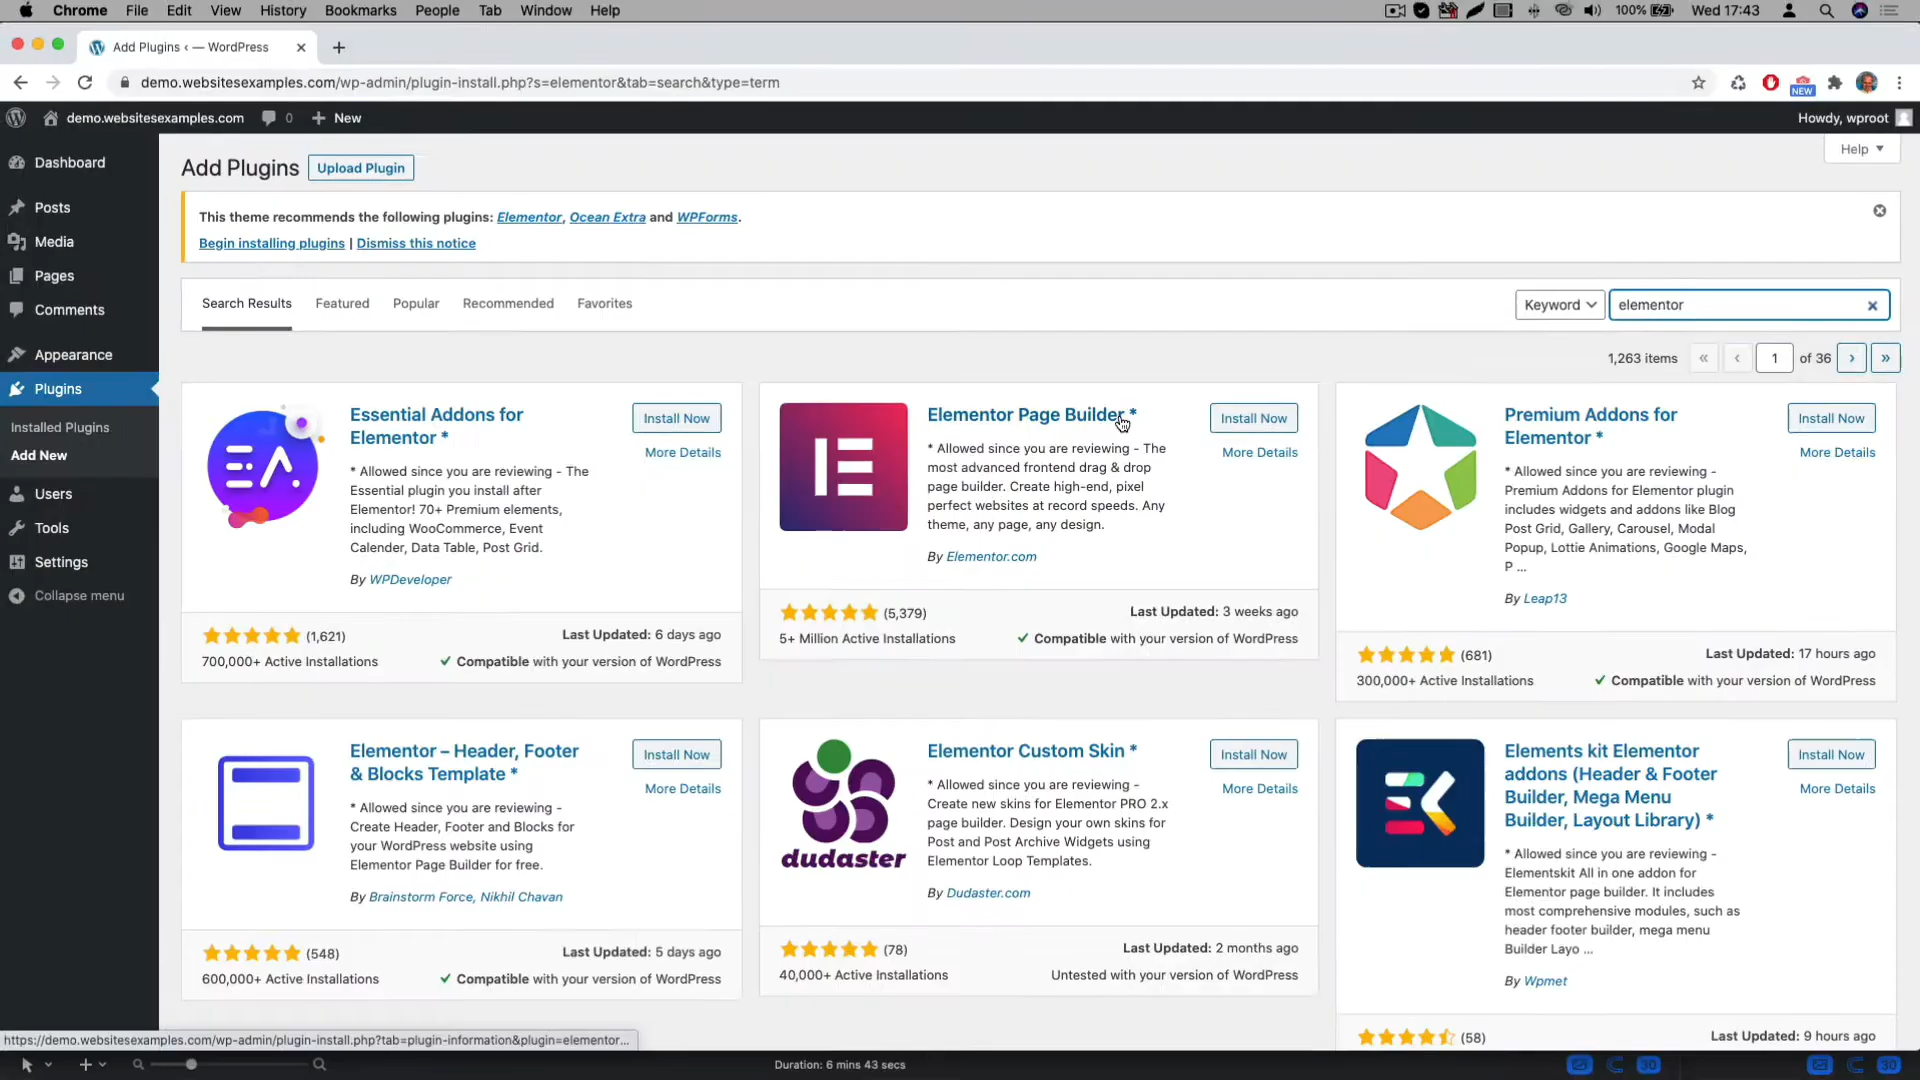 Chrome File Edit View History Bookmarks People Tab Window Help
100% Wed 17:43
Add Plugins ‹ — WordPress
demo.websitesexamples.com/wp-admin/plugin-install.php?s=elementor&tab=search&type=term
NEW
demo.websitesexamples.com 0 New
Howdy, wproot
Dashboard
Posts
Media
Pages
Comments
Appearance
Plugins
Installed Plugins
Add New
Users
Tools
Settings
Collapse menu
Help
Add Plugins Upload Plugin
This theme recommends the following plugins: Elementor, Ocean Extra and WPForms.
Begin installing plugins | Dismiss this notice
Search Results Featured Popular Recommended Favorites
Keyword elementor
1,263 items « ‹ 1 of 36 › »
Essential Addons for
Elementor *
Install Now
More Details
* Allowed since you are reviewing - The
Essential plugin you install after
Elementor! 70+ Premium elements,
including WooCommerce, Event
Calendar, Data Table, Post Grid.
By WPDeveloper
(1,621)
Last Updated: 6 days ago
700,000+ Active Installations
Compatible with your version of WordPress
Elementor Page Builder *
Install Now
More Details
* Allowed since you are reviewing - The
most advanced frontend drag & drop
page builder. Create high-end, pixel
perfect websites at record speeds. Any
theme, any page, any design.
By Elementor.com
(5,379)
Last Updated: 3 weeks ago
5+ Million Active Installations
Compatible with your version of WordPress
Premium Addons for
Elementor *
Install Now
More Details
* Allowed since you are reviewing -
Premium Addons for Elementor plugin
includes widgets and addons like Blog
Post Grid, Gallery, Carousel, Modal
Popup, Lottie Animations, Google Maps,
P ...
By Leap13
(681)
Last Updated: 17 hours ago
300,000+ Active Installations
Compatible with your version of WordPress
Elementor – Header, Footer
& Blocks Template *
Install Now
More Details
* Allowed since you are reviewing -
Create Header, Footer and Blocks for
your WordPress website using
Elementor Page Builder for free.
By Brainstorm Force, Nikhil Chavan
(548)
Last Updated: 5 days ago
600,000+ Active Installations
Compatible with your version of WordPress
dudaster
Elementor Custom Skin *
Install Now
More Details
* Allowed since you are reviewing -
Create new skins for Elementor PRO 2.x
page builder. Design your own skins for
Post and Post Archive Widgets using
Elementor Loop Templates.
By Dudaster.com
(78)
Last Updated: 2 months ago
40,000+ Active Installations
Untested with your version of WordPress
Elements kit Elementor
addons (Header & Footer
Builder, Mega Menu
Builder, Layout Library) *
Install Now
More Details
* Allowed since you are reviewing -
Elementskit All in one addon for
Elementor page builder. It includes
most comprehensive modules, such as
header footer builder, mega menu
Builder Layo ...
By Wpmet
(58)
Last Updated: 9 hours ago
https://demo.websitesexamples.com/wp-admin/plugin-install.php?tab=plugin-information&plugin=elementor...
Duration: 6 mins 43 secs
30
30